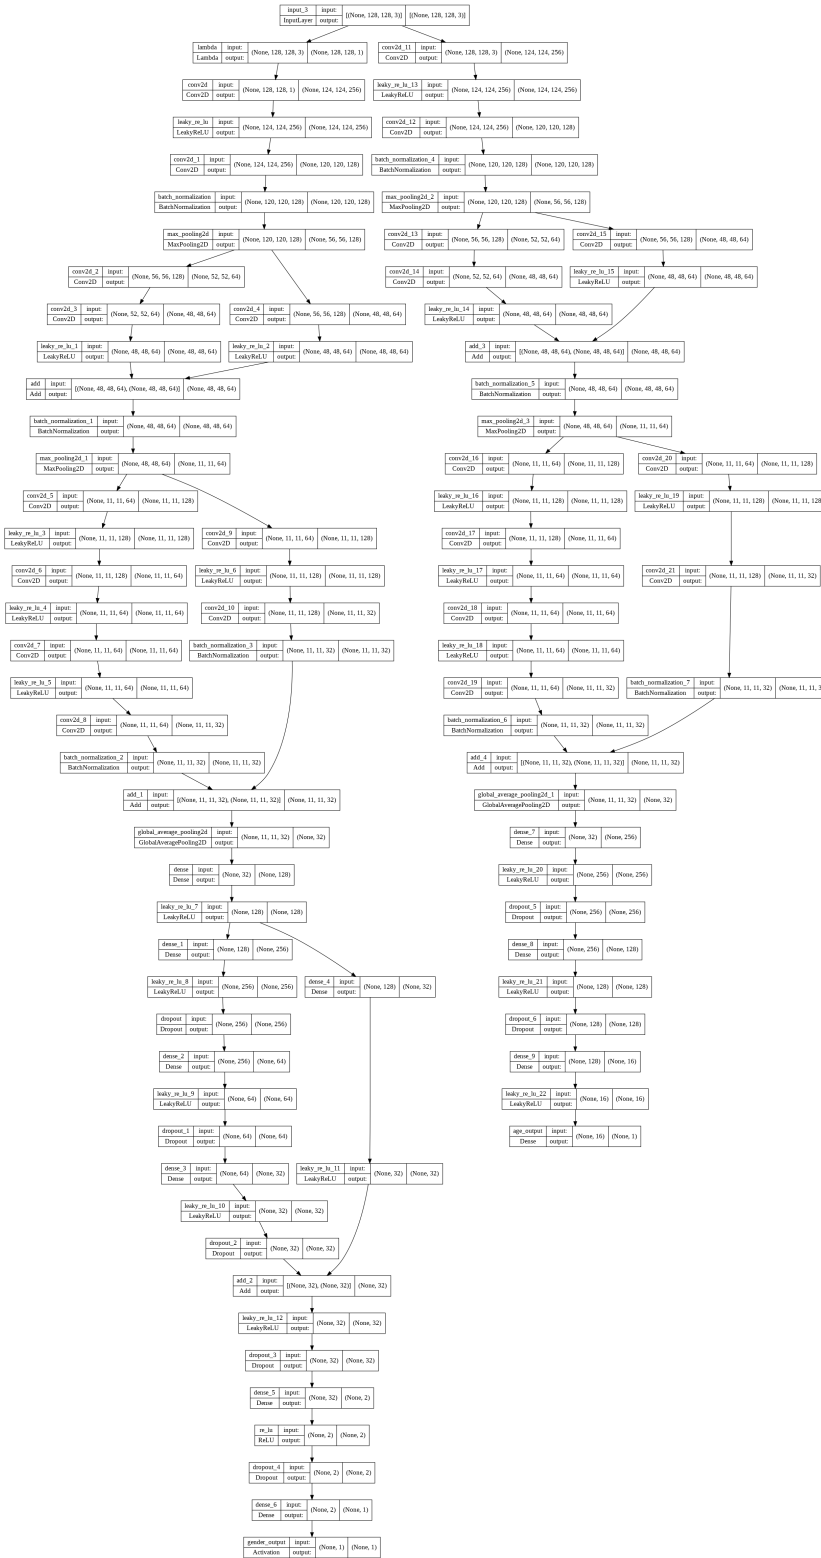 input_3 input: [(None, 128, 128, 3)] [(None, 128, 128, 3)]
InputLayer output:
lambda input: (None, 128, 128, 3) (None, 128, 128, 1)
Lambda output:
conv2d input: (None, 128, 128, 1) (None, 124, 124, 256)
Conv2D output:
leaky_re_lu input: (None, 124, 124, 256) (None, 124, 124, 256)
LeakyReLU output:
conv2d_1 input: (None, 124, 124, 256) (None, 120, 120, 128)
Conv2D output:
batch_normalization input: (None, 120, 120, 128) (None, 120, 120, 128)
BatchNormalization output:
max_pooling2d input: (None, 120, 120, 128) (None, 56, 56, 128)
MaxPooling2D output:
conv2d_2 input: (None, 56, 56, 128) (None, 52, 52, 64)
Conv2D output:
conv2d_3 input: (None, 52, 52, 64) (None, 48, 48, 64)
Conv2D output:
conv2d_4 input: (None, 56, 56, 128) (None, 48, 48, 64)
Conv2D output:
leaky_re_lu_1 input: (None, 48, 48, 64) (None, 48, 48, 64)
LeakyReLU output:
leaky_re_lu_2 input: (None, 48, 48, 64) (None, 48, 48, 64)
LeakyReLU output:
add input: [(None, 48, 48, 64), (None, 48, 48, 64)] (None, 48, 48, 64)
Add output:
batch_normalization_1 input: (None, 48, 48, 64) (None, 48, 48, 64)
BatchNormalization output:
max_pooling2d_1 input: (None, 48, 48, 64) (None, 11, 11, 64)
MaxPooling2D output:
conv2d_5 input: (None, 11, 11, 64) (None, 11, 11, 128)
Conv2D output:
leaky_re_lu_3 input: (None, 11, 11, 128) (None, 11, 11, 128)
LeakyReLU output:
conv2d_9 input: (None, 11, 11, 64) (None, 11, 11, 128)
Conv2D output:
conv2d_6 input: (None, 11, 11, 128) (None, 11, 11, 64)
Conv2D output:
leaky_re_lu_6 input: (None, 11, 11, 128) (None, 11, 11, 128)
LeakyReLU output:
leaky_re_lu_4 input: (None, 11, 11, 64) (None, 11, 11, 64)
LeakyReLU output:
conv2d_10 input: (None, 11, 11, 128) (None, 11, 11, 32)
Conv2D output:
conv2d_7 input: (None, 11, 11, 64) (None, 11, 11, 64)
Conv2D output:
batch_normalization_3 input: (None, 11, 11, 32) (None, 11, 11, 32)
BatchNormalization output:
leaky_re_lu_5 input: (None, 11, 11, 64) (None, 11, 11, 64)
LeakyReLU output:
conv2d_8 input: (None, 11, 11, 64) (None, 11, 11, 32)
Conv2D output:
batch_normalization_2 input: (None, 11, 11, 32) (None, 11, 11, 32)
BatchNormalization output:
add_1 input: [(None, 11, 11, 32), (None, 11, 11, 32)] (None, 11, 11, 32)
Add output:
global_average_pooling2d input: (None, 11, 11, 32) (None, 32)
GlobalAveragePooling2D output:
dense input: (None, 32) (None, 128)
Dense output:
leaky_re_lu_7 input: (None, 128) (None, 128)
LeakyReLU output:
dense_1 input: (None, 128) (None, 256)
Dense output:
leaky_re_lu_8 input: (None, 256) (None, 256)
LeakyReLU output:
dense_4 input: (None, 128) (None, 32)
Dense output:
dropout input: (None, 256) (None, 256)
Dropout output:
dense_2 input: (None, 256) (None, 64)
Dense output:
leaky_re_lu_9 input: (None, 64) (None, 64)
LeakyReLU output:
dropout_1 input: (None, 64) (None, 64)
Dropout output:
dense_3 input: (None, 64) (None, 32)
Dense output:
leaky_re_lu_11 input: (None, 32) (None, 32)
LeakyReLU output:
leaky_re_lu_10 input: (None, 32) (None, 32)
LeakyReLU output:
dropout_2 input: (None, 32) (None, 32)
Dropout output:
add_2 input: [(None, 32), (None, 32)] (None, 32)
Add output:
leaky_re_lu_12 input: (None, 32) (None, 32)
LeakyReLU output:
dropout_3 input: (None, 32) (None, 32)
Dropout output:
dense_5 input: (None, 32) (None, 2)
Dense output:
re_lu input: (None, 2) (None, 2)
ReLU output:
dropout_4 input: (None, 2) (None, 2)
Dropout output:
dense_6 input: (None, 2) (None, 1)
Dense output:
gender_output input: (None, 1) (None, 1)
Activation output:
conv2d_11 input: (None, 128, 128, 3) (None, 124, 124, 256)
Conv2D output:
leaky_re_lu_13 input: (None, 124, 124, 256) (None, 124, 124, 256)
LeakyReLU output:
conv2d_12 input: (None, 124, 124, 256) (None, 120, 120, 128)
Conv2D output:
batch_normalization_4 input: (None, 120, 120, 128) (None, 120, 120, 128)
BatchNormalization output:
max_pooling2d_2 input: (None, 120, 120, 128) (None, 56, 56, 128)
MaxPooling2D output:
conv2d_13 input: (None, 56, 56, 128) (None, 52, 52, 64)
Conv2D output:
conv2d_15 input: (None, 56, 56, 128) (None, 48, 48, 64)
Conv2D output:
conv2d_14 input: (None, 52, 52, 64) (None, 48, 48, 64)
Conv2D output:
leaky_re_lu_15 input: (None, 48, 48, 64) (None, 48, 48, 64)
LeakyReLU output:
leaky_re_lu_14 input: (None, 48, 48, 64) (None, 48, 48, 64)
LeakyReLU output:
add_3 input: [(None, 48, 48, 64), (None, 48, 48, 64)] (None, 48, 48, 64)
Add output:
batch_normalization_5 input: (None, 48, 48, 64) (None, 48, 48, 64)
BatchNormalization output:
max_pooling2d_3 input: (None, 48, 48, 64) (None, 11, 11, 64)
MaxPooling2D output:
conv2d_16 input: (None, 11, 11, 64) (None, 11, 11, 128)
Conv2D output:
conv2d_20 input: (None, 11, 11, 64) (None, 11, 11, 128)
Conv2D output:
leaky_re_lu_16 input: (None, 11, 11, 128) (None, 11, 11, 128)
LeakyReLU output:
leaky_re_lu_19 input: (None, 11, 11, 128) (None, 11, 11, 128
LeakyReLU output:
conv2d_17 input: (None, 11, 11, 128) (None, 11, 11, 64)
Conv2D output:
leaky_re_lu_17 input: (None, 11, 11, 64) (None, 11, 11, 64)
LeakyReLU output:
conv2d_21 input: (None, 11, 11, 128) (None, 11, 11, 32)
Conv2D output:
conv2d_18 input: (None, 11, 11, 64) (None, 11, 11, 64)
Conv2D output:
leaky_re_lu_18 input: (None, 11, 11, 64) (None, 11, 11, 64)
LeakyReLU output:
conv2d_19 input: (None, 11, 11, 64) (None, 11, 11, 32)
Conv2D output:
batch_normalization_7 input: (None, 11, 11, 32) (None, 11, 11, 
BatchNormalization output:
batch_normalization_6 input: (None, 11, 11, 32) (None, 11, 11, 32)
BatchNormalization output:
add_4 input: [(None, 11, 11, 32), (None, 11, 11, 32)] (None, 11, 11, 32)
Add output:
global_average_pooling2d_1 input: (None, 11, 11, 32) (None, 32)
GlobalAveragePooling2D output:
dense_7 input: (None, 32) (None, 256)
Dense output:
leaky_re_lu_20 input: (None, 256) (None, 256)
LeakyReLU output:
dropout_5 input: (None, 256) (None, 256)
Dropout output:
dense_8 input: (None, 256) (None, 128)
Dense output:
leaky_re_lu_21 input: (None, 128) (None, 128)
LeakyReLU output:
dropout_6 input: (None, 128) (None, 128)
Dropout output:
dense_9 input: (None, 128) (None, 16)
Dense output:
leaky_re_lu_22 input: (None, 16) (None, 16)
LeakyReLU output:
age_output input: (None, 16) (None, 1)
Dense output: